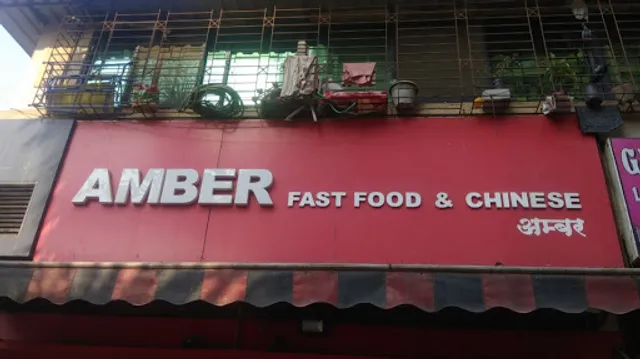 AMBER FAST FOOD & CHINESE
अम्बर
G